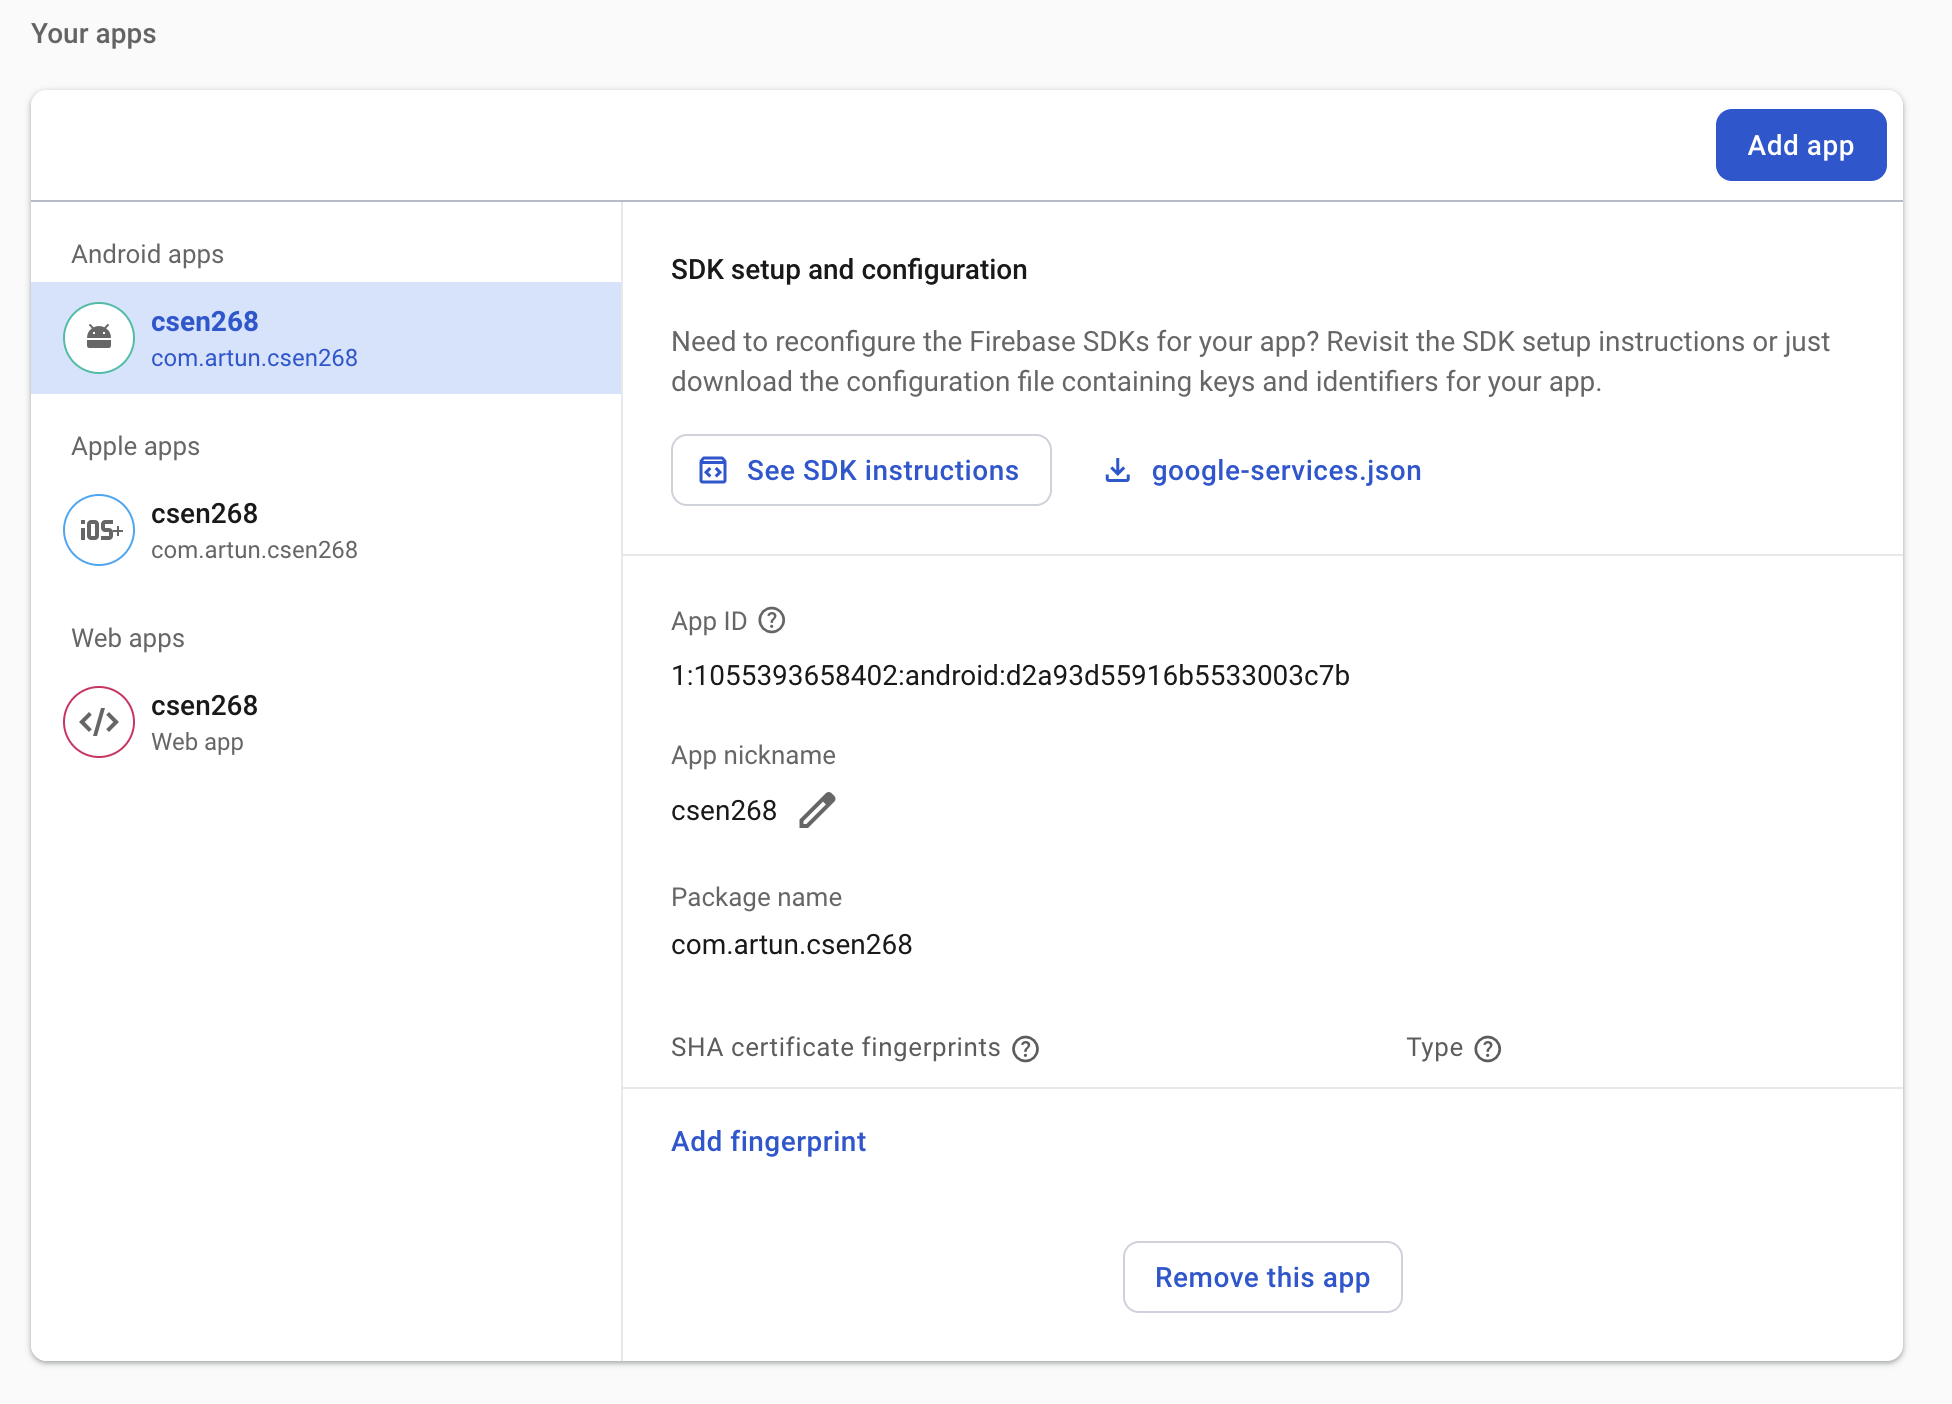 Your apps
Add app
Android apps
csen268
com.artun.csen268
Apple apps
iOS+
csen268
com.artun.csen268
Web apps
csen268
Web app
SDK setup and configuration
Need to reconfigure the Firebase SDKs for your app? Revisit the SDK setup instructions or just
download the configuration file containing keys and identifiers for your app.
See SDK instructions
google-services.json
App ID
1:1055393658402:android:d2a93d55916b5533003c7b
App nickname
csen268
Package name
com.artun.csen268
SHA certificate fingerprints
Type
Add fingerprint
Remove this app